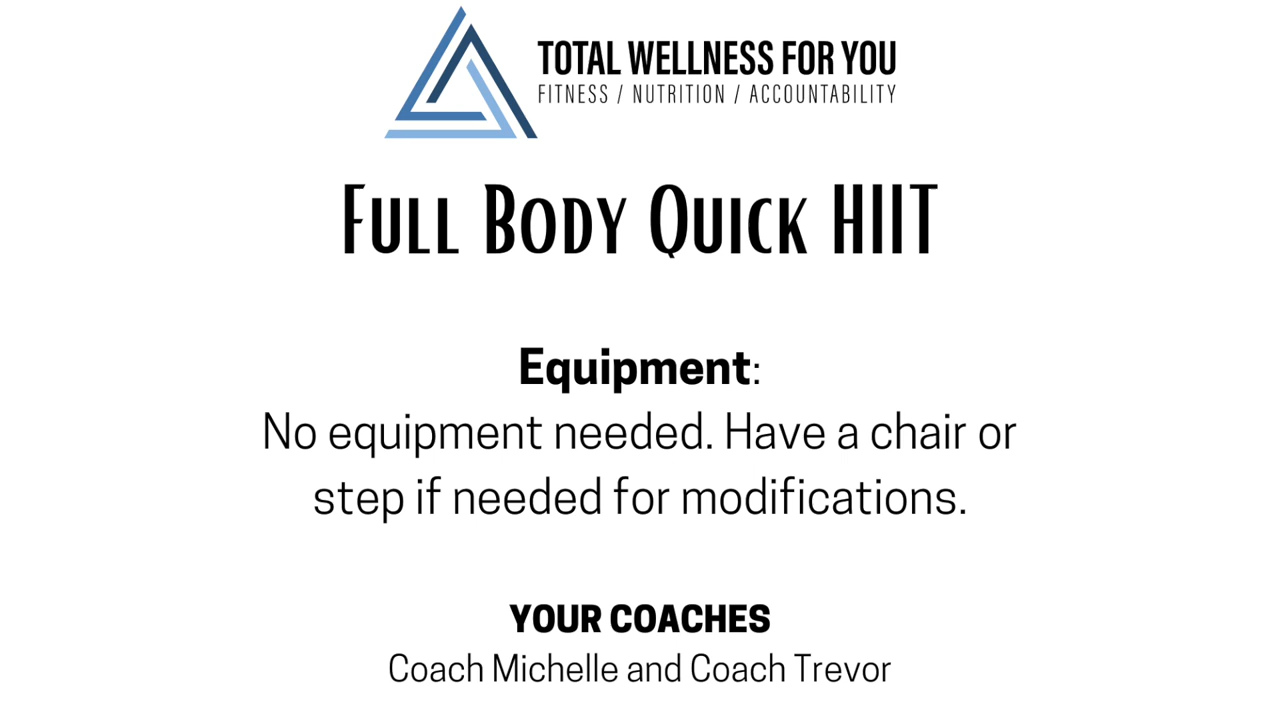 TOTAL WELLNESS FOR YOU
FITNESS / NUTRITION / ACCOUNTABILITY
FULL BODY QUICK HIIT
Equipment:
No equipment needed. Have a chair or
step if needed for modifications.
YOUR COACHES
Coach Michelle and Coach Trevor